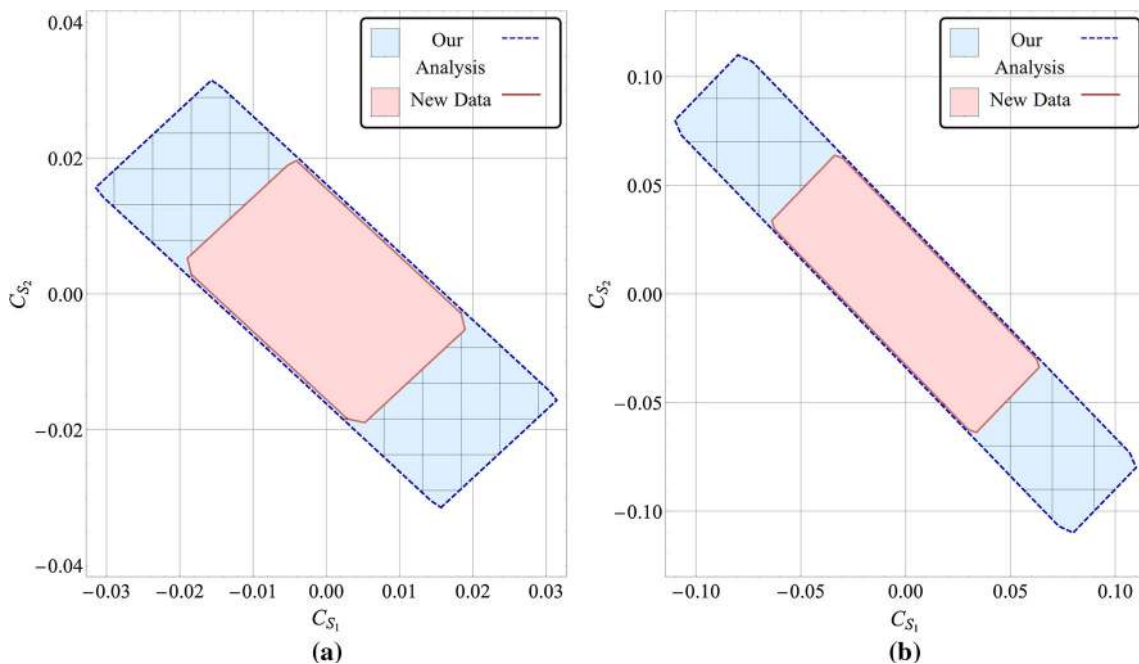 0.04
0.02
0.00
−0.02
−0.04
C_{S_2}
−0.03 −0.02 −0.01 0.00 0.01 0.02 0.03
C_{S_1}
Our
Analysis
New Data
(a)
0.10
0.05
0.00
−0.05
−0.10
C_{S_2}
−0.10 −0.05 0.00 0.05 0.10
C_{S_1}
Our
Analysis
New Data
(b)